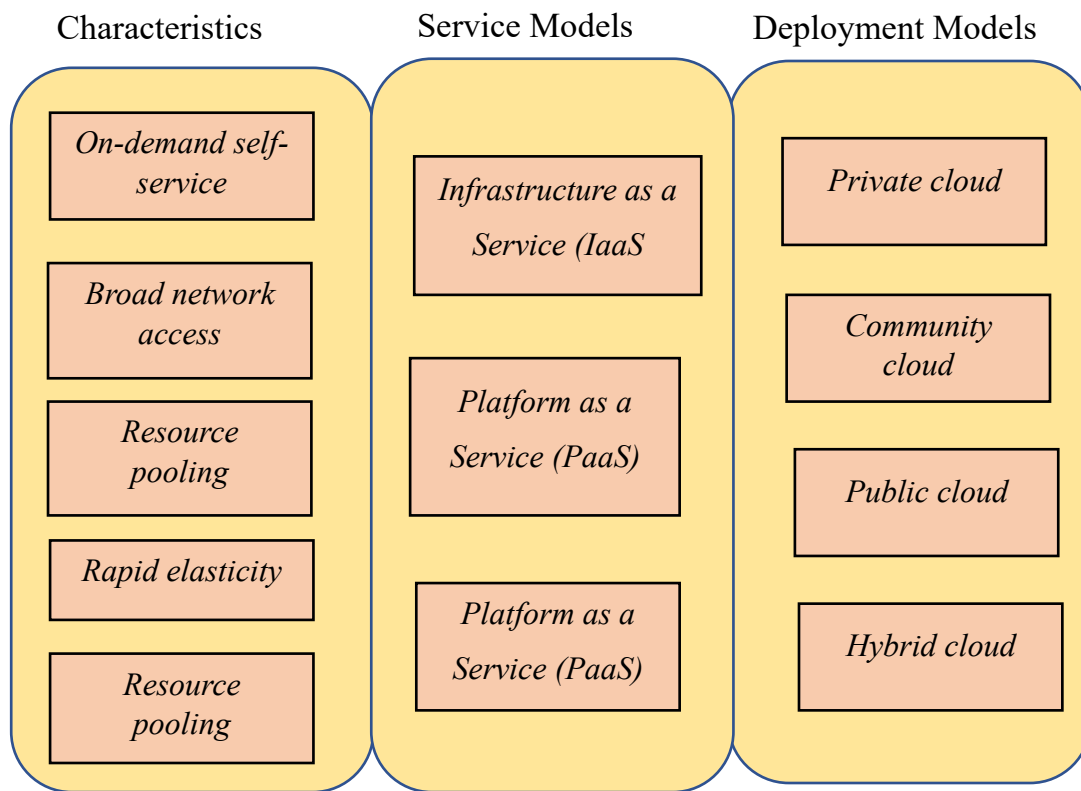 Characteristics
Service Models
Deployment Models
On-demand self-
service
Broad network
access
Resource
pooling
Rapid elasticity
Resource
pooling
Infrastructure as a
Service (IaaS
Platform as a
Service (PaaS)
Platform as a
Service (PaaS)
Private cloud
Community
cloud
Public cloud
Hybrid cloud